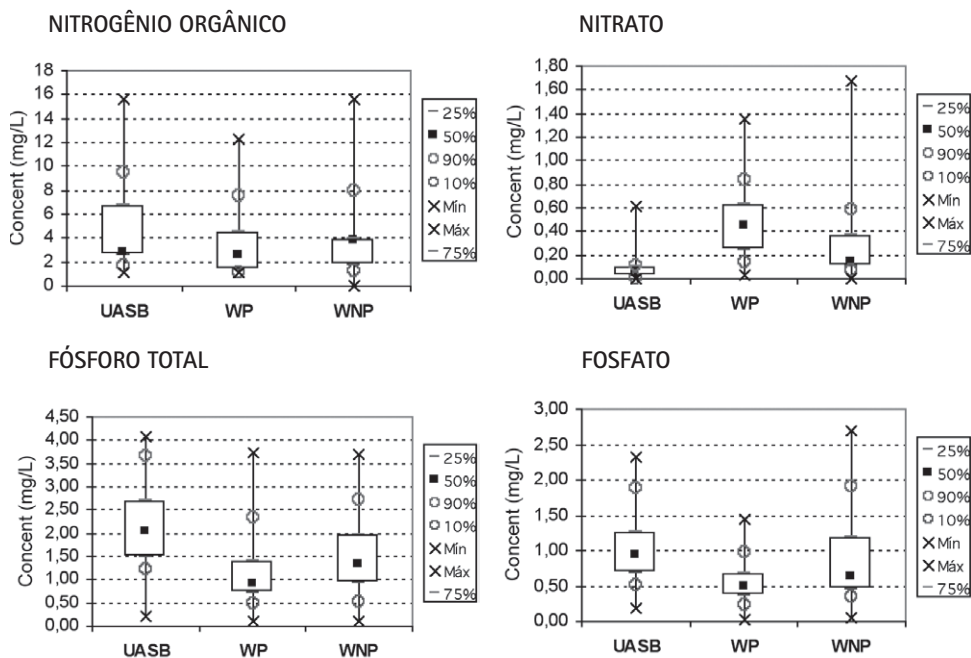 NITROGÊNIO ORGÂNICO
Concent (mg/L)
18
16
14
12
10
8
6
4
2
0
UASB WP WNP
25%
50%
90%
10%
Mín
Máx
75%
NITRATO
Concent (mg/L)
1,80
1,60
1,40
1,20
1,00
0,80
0,60
0,40
0,20
0,00
UASB WP WNP
25%
50%
90%
10%
Mín
Máx
75%
FÓSFORO TOTAL
Concent (mg/L)
4,50
4,00
3,50
3,00
2,50
2,00
1,50
1,00
0,50
0,00
UASB WP WNP
25%
50%
90%
10%
Mín
Máx
75%
FOSFATO
Concent (mg/L)
3,00
2,50
2,00
1,50
1,00
0,50
0,00
UASB WP WNP
25%
50%
90%
10%
Mín
Máx
75%